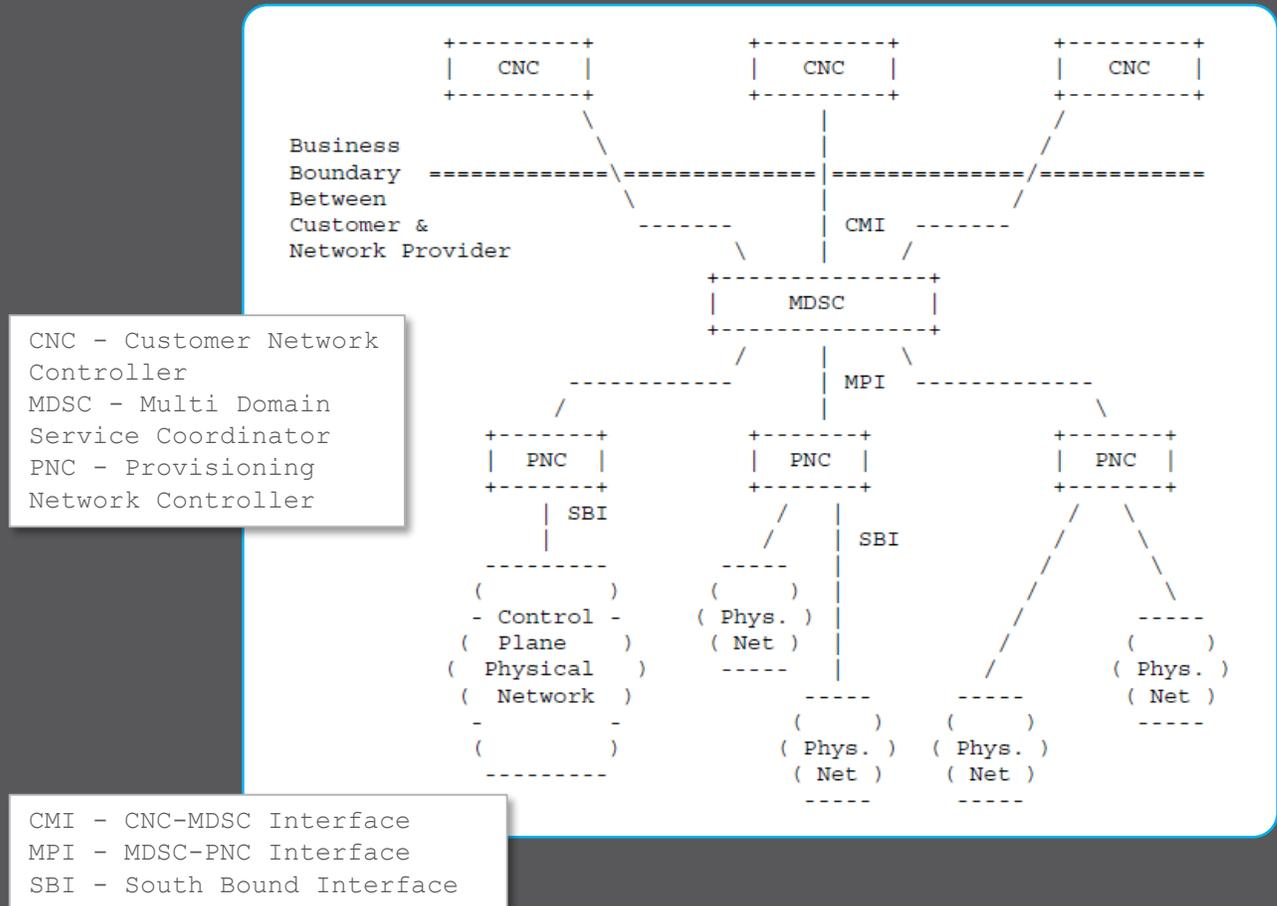 +---------+ +---------+ +---------+
| CNC | | CNC | | CNC |
+---------+ +---------+ +---------+
\ | /
Business \ | /
Boundary =============\==============|==============/============
Between \ | /
Customer & ------- | CMI -------
Network Provider \ | /
+---------------+
| MDSC |
+---------------+
/ | \
------------ | MPI -------------
/ | \
+-------+ +-------+ +-------+
| PNC | | PNC | | PNC |
+-------+ +-------+ +-------+
| SBI / | / \
| / | SBI / \
--------- ----- | / \
( ) ( ) | / \
- Control - ( Phys. ) | / -----
( Plane ) ( Net ) | / ( )
( Physical ) ----- | / ( Phys. )
( Network ) ----- ----- ( Net )
- - ( ) ( ) -----
( ) ( Phys. ) ( Phys. )
--------- ( Net ) ( Net )
----- -----
CNC - Customer Network
Controller
MDSC - Multi Domain
Service Coordinator
PNC - Provisioning
Network Controller
CMI - CNC-MDSC Interface
MPI - MDSC-PNC Interface
SBI - South Bound Interface